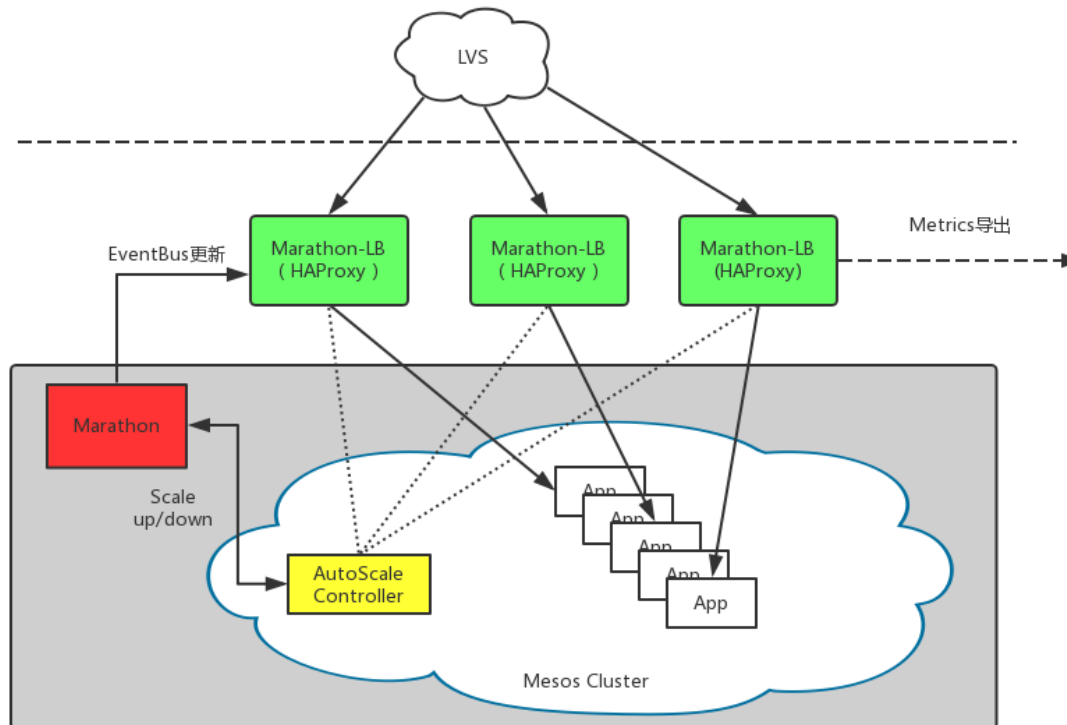 LVS
Marathon-LB
（HAProxy）
Marathon-LB
（HAProxy）
Marathon-LB
(HAProxy)
Metrics导出
EventBus更新
Marathon
Scale
up/down
App
App
App
App
App
AutoScale
Controller
Mesos Cluster